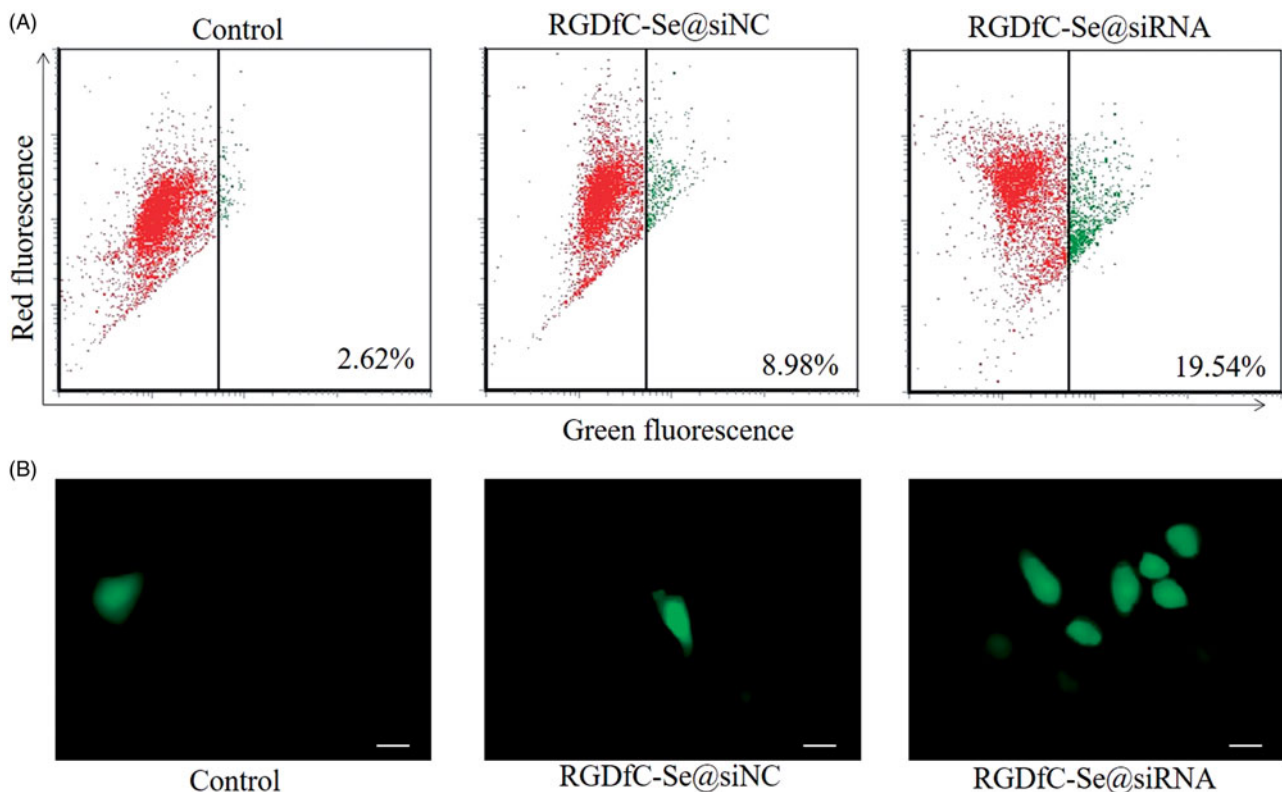 (A)
Control
RGDfC-Se@siNC
RGDfC-Se@siRNA
Red fluorescence
2.62%
8.98%
19.54%
Green fluorescence
(B)
Control
RGDfC-Se@siNC
RGDfC-Se@siRNA